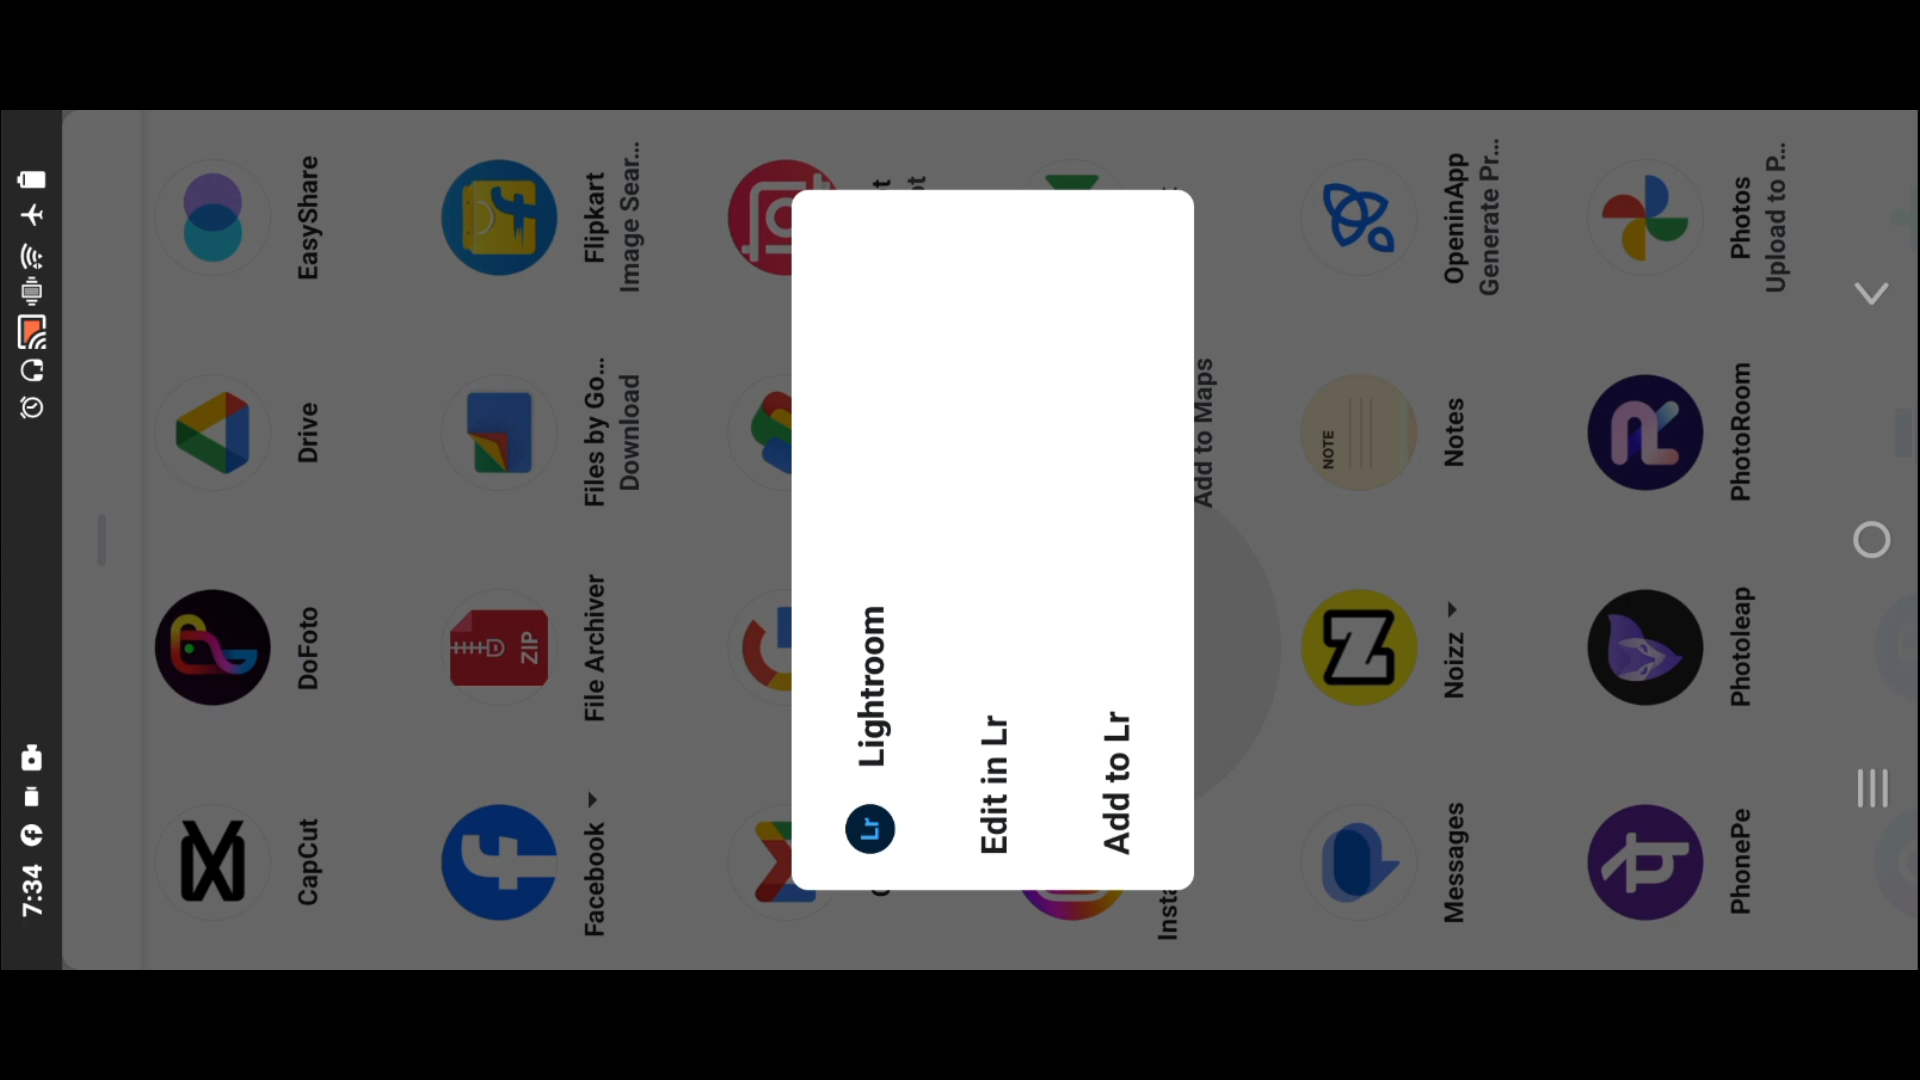 7:34
CapCut
DoFoto
Drive
EasyShare
ZIP
Facebook
File Archiver
Files by Go...
Download
Flipkart
Image Sear...
Lr Lightroom
Edit in Lr
Add to Lr
Insta
Add to Maps
NOTE
Messages
Noizz
Notes
OpeninApp
Generate Pr...
PhonePe
Photoleap
PhotoRoom
Photos
Upload to P...